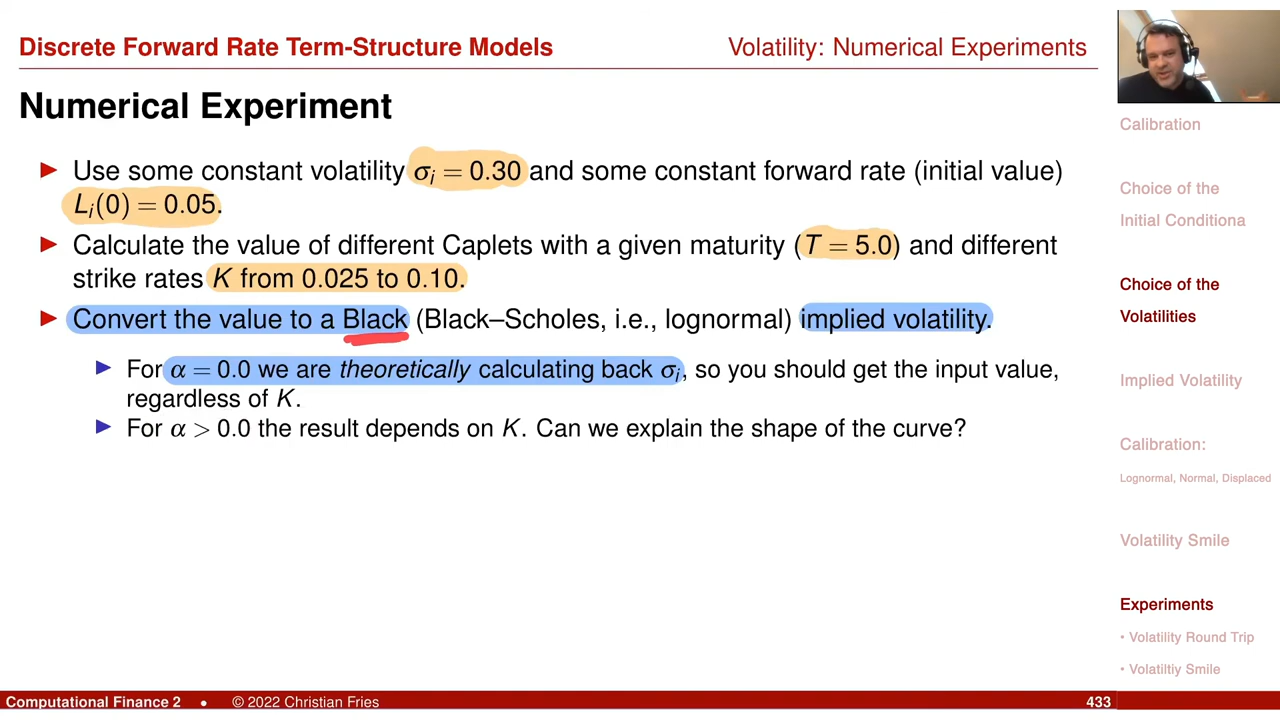 Discrete Forward Rate Term-Structure Models
Volatility: Numerical Experiments
Numerical Experiment
▶ Use some constant volatility σᵢ = 0.30 and some constant forward rate (initial value)
Lᵢ(0) = 0.05.
▶ Calculate the value of different Caplets with a given maturity (T = 5.0) and different
strike rates K from 0.025 to 0.10.
▶ Convert the value to a Black (Black–Scholes, i.e., lognormal) implied volatility.
▶ For α = 0.0 we are theoretically calculating back σᵢ, so you should get the input value,
regardless of K.
▶ For α > 0.0 the result depends on K. Can we explain the shape of the curve?
Calibration
Choice of the
Initial Conditiona
Choice of the
Volatilities
Implied Volatility
Calibration:
Lognormal, Normal, Displaced
Volatility Smile
Experiments
• Volatility Round Trip
• Volatiltiy Smile
Computational Finance 2 • © 2022 Christian Fries
433